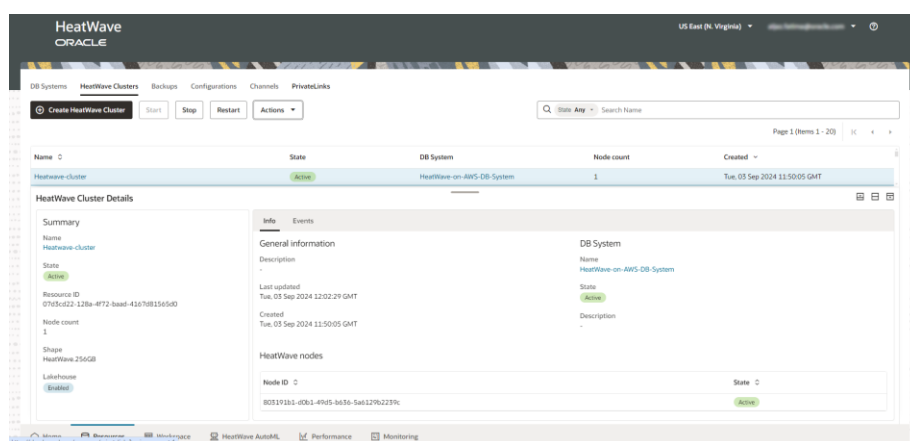 HeatWave
ORACLE
US East (N. Virginia)
DB Systems HeatWave Clusters Backups Configurations Channels PrivateLinks
Create HeatWave Cluster Start Stop Restart Actions State Any Search Name
Page 1 (Items 1 - 20)
Name State DB System Node count Created
Heatwave-cluster Active HeatWave-on-AWS-DB-System 1 Tue, 03 Sep 2024 11:50:05 GMT
HeatWave Cluster Details
Summary Info Events
Name
Heatwave-cluster
State
Active
Resource ID
07d3cd22-128a-4f72-baad-4167d81565d0
Node count
1
Shape
HeatWave.256GB
Lakehouse
Enabled
General information
Description
-
Last updated
Tue, 03 Sep 2024 12:02:29 GMT
Created
Tue, 03 Sep 2024 11:50:05 GMT
DB System
Name
HeatWave-on-AWS-DB-System
State
Active
Description
-
HeatWave nodes
Node ID State
803191b1-d0b1-49d5-b636-5a6129b2239c Active
Home Resources Workspace HeatWave AutoML Performance Monitoring